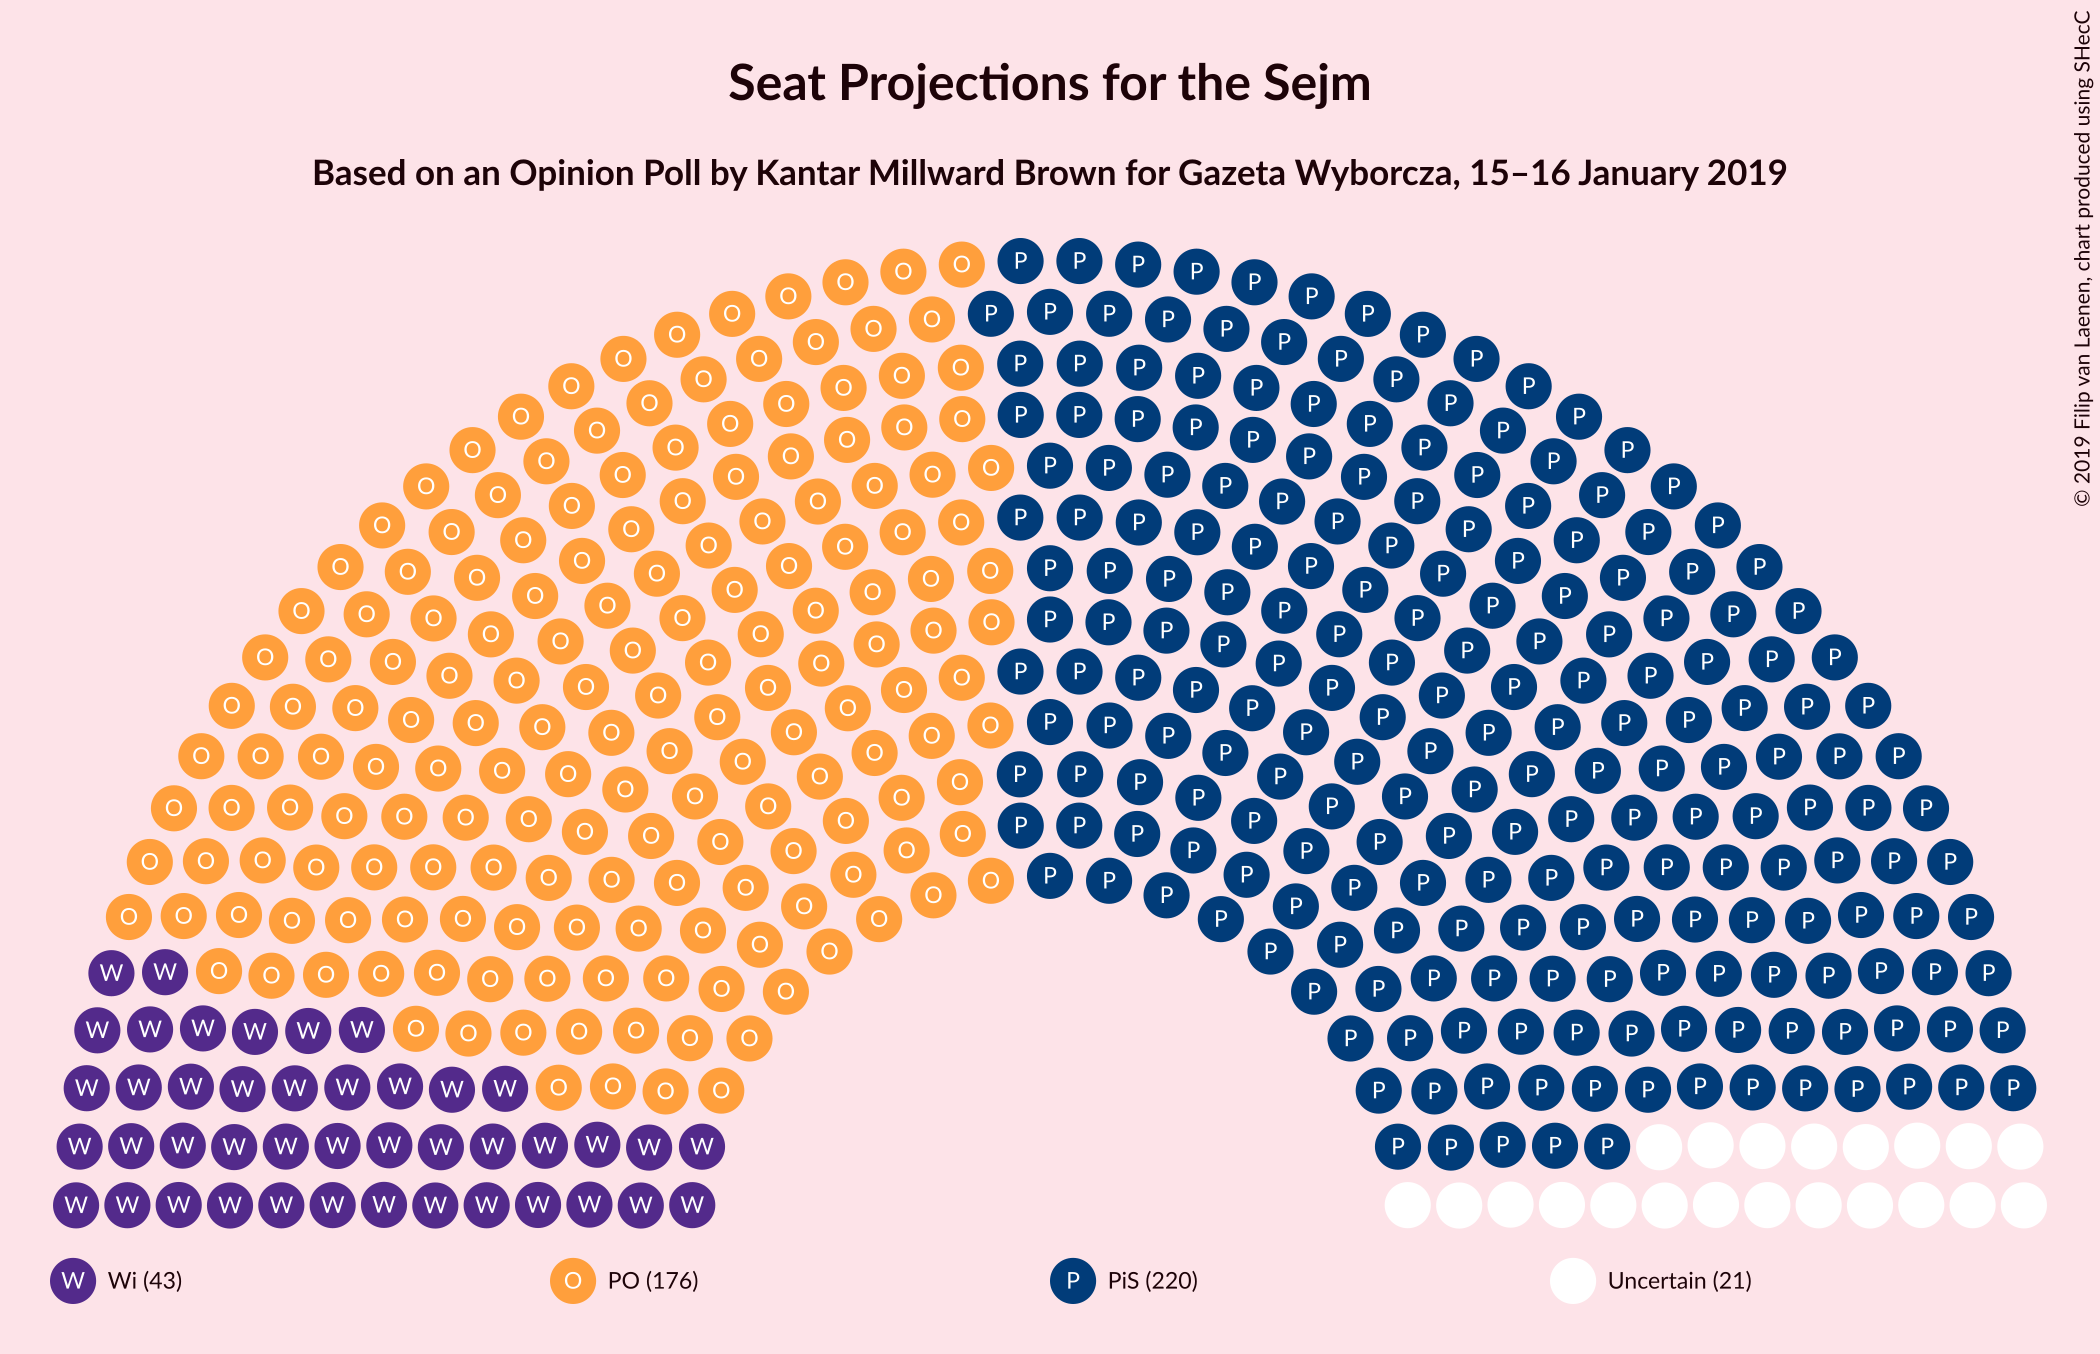 Seat Projections for the Sejm
Based on an Opinion Poll by Kantar Millward Brown for Gazeta Wyborcza, 15–16 January 2019
© 2019 Filip van Laenen, chart produced using SHecC
W Wi (43)
O PO (176)
P PiS (220)
Uncertain (21)